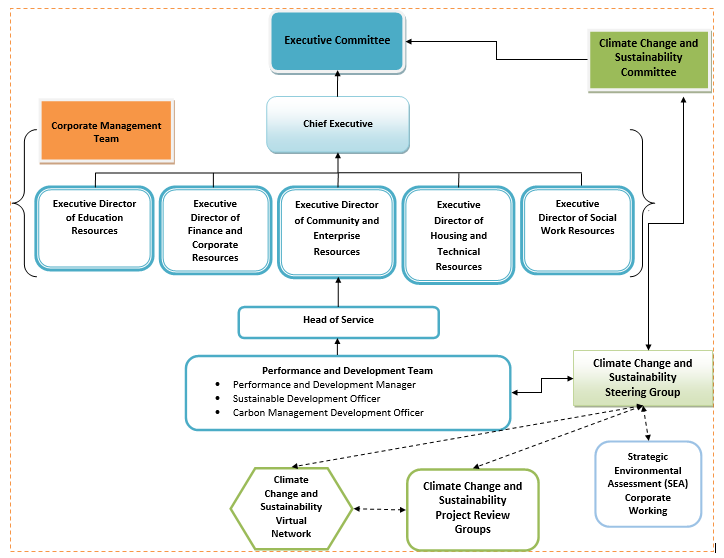 Executive Committee
Climate Change and
Sustainability
Committee
Corporate Management
Team
Chief Executive
Executive Director
of Education
Resources
Executive
Director of
Finance and
Corporate
Resources
Executive Director
of Community and
Enterprise
Resources
Executive
Director of
Housing and
Technical
Resources
Executive
Director of Social
Work Resources
Head of Service
Performance and Development Team
• Performance and Development Manager
• Sustainable Development Officer
• Carbon Management Development Officer
Climate Change and
Sustainability
Steering Group
Climate
Change and
Sustainability
Virtual
Network
Climate Change and
Sustainability
Project Review
Groups
Strategic
Environmental
Assessment (SEA)
Corporate
Working